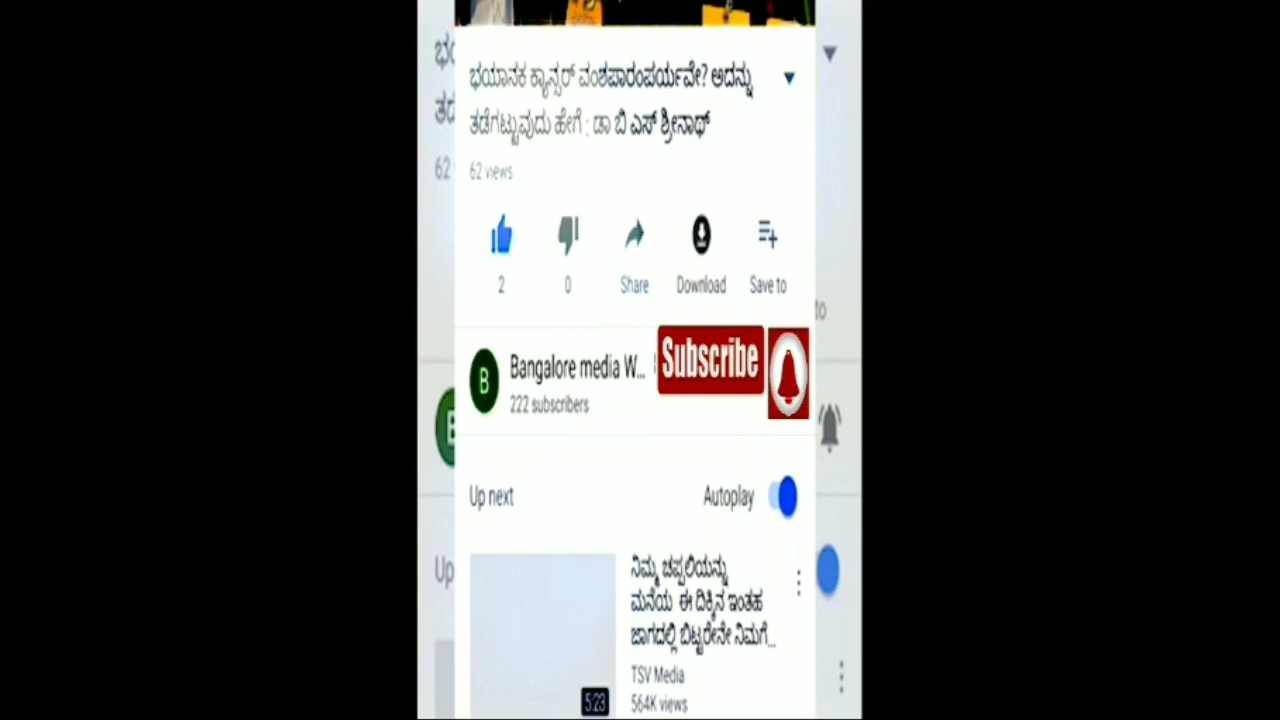 ಭಯಾನಕ ಕ್ಯಾನ್ಸರ್ ವಂಶಪಾರಂಪರ್ಯವೇ? ಅದನ್ನು
ತಡೆಗಟ್ಟುವುದು ಹೇಗೆ ; ಡಾ ಬಿ ಎಸ್ ಶ್ರೀನಾಥ್
62 views
2
0
Share
Download
Save to
Bangalore media W...
Subscribe
B
222 subscribers
Up next
Autoplay
ನಿಮ್ಮ ಚಪ್ಪಲಿಯನ್ನು
ಮನೆಯ ಈ ದಿಕ್ಕಿನ ಇಂತಹ
ಜಾಗದಲ್ಲಿ ಬಿಟ್ಟರೇನೇ ನಿಮಗೆ...
TSV Media
564K views
5:23